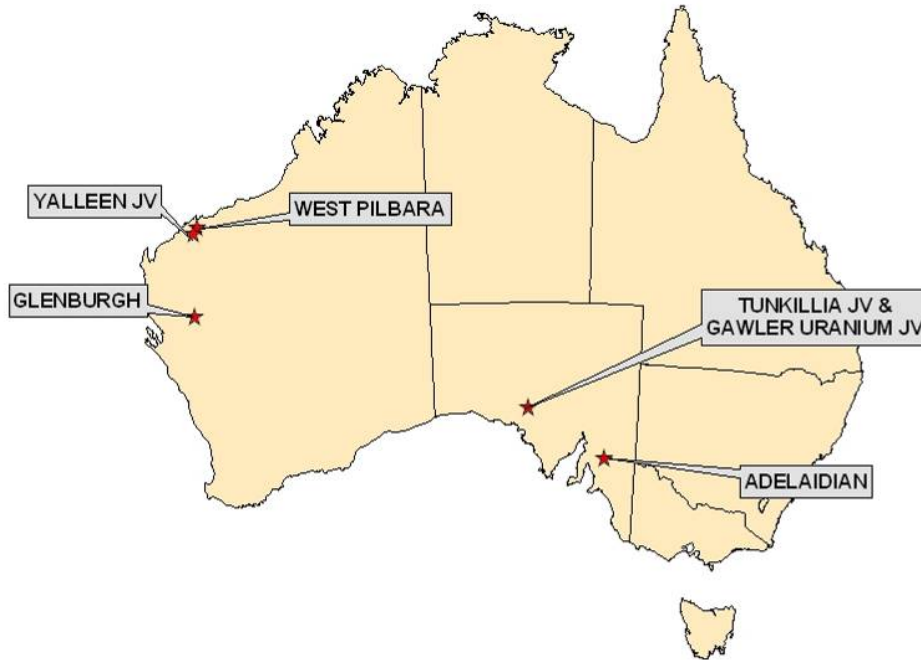 YALLEEN JV
WEST PILBARA
GLENBURGH
TUNKILLIA JV &
GAWLER URANIUM JV
ADELAIDIAN